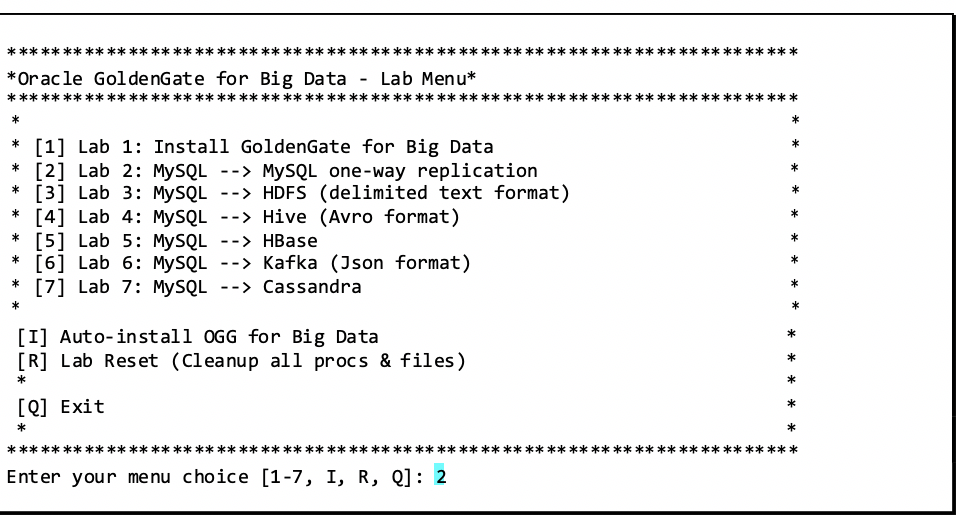 ************************************************************************
*Oracle GoldenGate for Big Data - Lab Menu*
************************************************************************
* *
* [1] Lab 1: Install GoldenGate for Big Data *
* [2] Lab 2: MySQL --> MySQL one-way replication *
* [3] Lab 3: MySQL --> HDFS (delimited text format) *
* [4] Lab 4: MySQL --> Hive (Avro format) *
* [5] Lab 5: MySQL --> HBase *
* [6] Lab 6: MySQL --> Kafka (Json format) *
* [7] Lab 7: MySQL --> Cassandra *
* *
[I] Auto-install OGG for Big Data *
[R] Lab Reset (Cleanup all procs & files) *
* *
[Q] Exit *
* *
************************************************************************
Enter your menu choice [1-7, I, R, Q]: 2